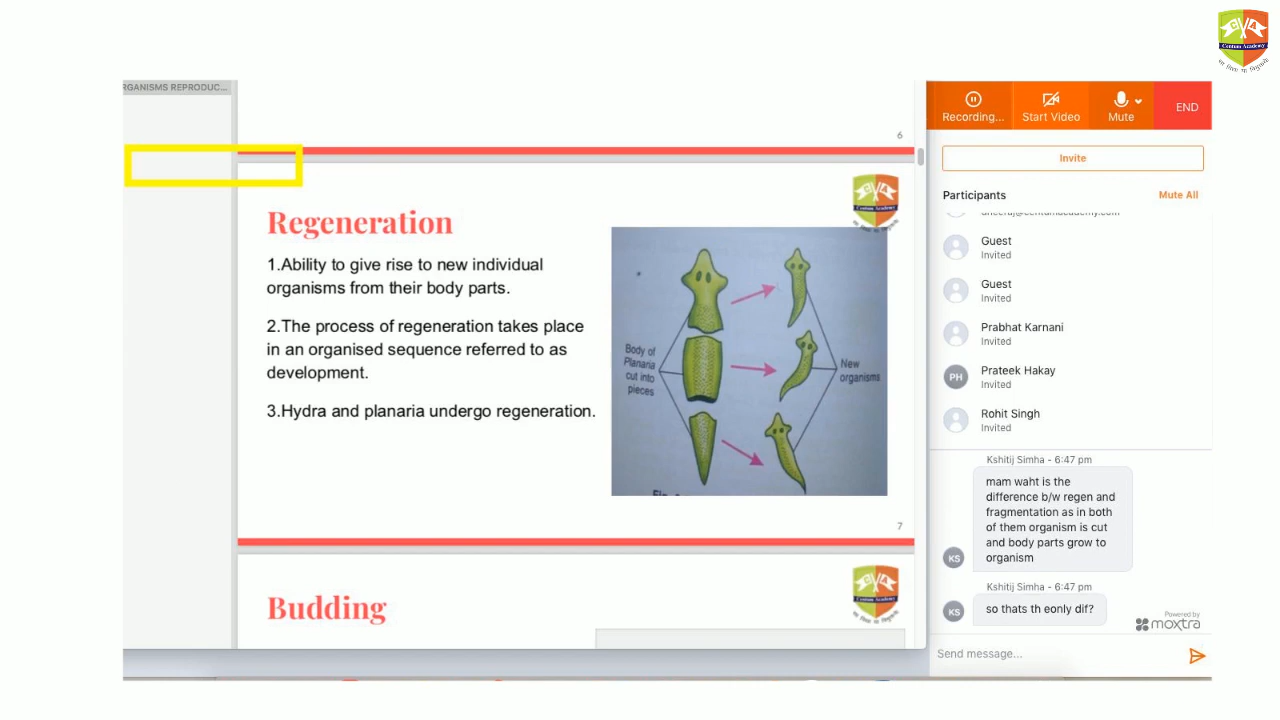 Centum Academy
RGANISMS REPRODUC...
6
Regeneration
1.Ability to give rise to new individual
organisms from their body parts.
2.The process of regeneration takes place
in an organised sequence referred to as
development.
3.Hydra and planaria undergo regeneration.
Centum Academy
Body of
Planaria
cut into
pieces
New
organisms
7
Budding
Centum Academy
Recording...
Start Video
Mute
END
Invite
Participants
Mute All
Guest
Invited
Guest
Invited
Prabhat Karnani
Invited
PH
Prateek Hakay
Invited
Rohit Singh
Invited
Kshitij Simha - 6:47 pm
mam waht is the
difference b/w regen and
fragmentation as in both
of them organism is cut
and body parts grow to
organism
KS
Kshitij Simha - 6:47 pm
so thats th eonly dif?
KS
Powered by
moxtra
Send message...